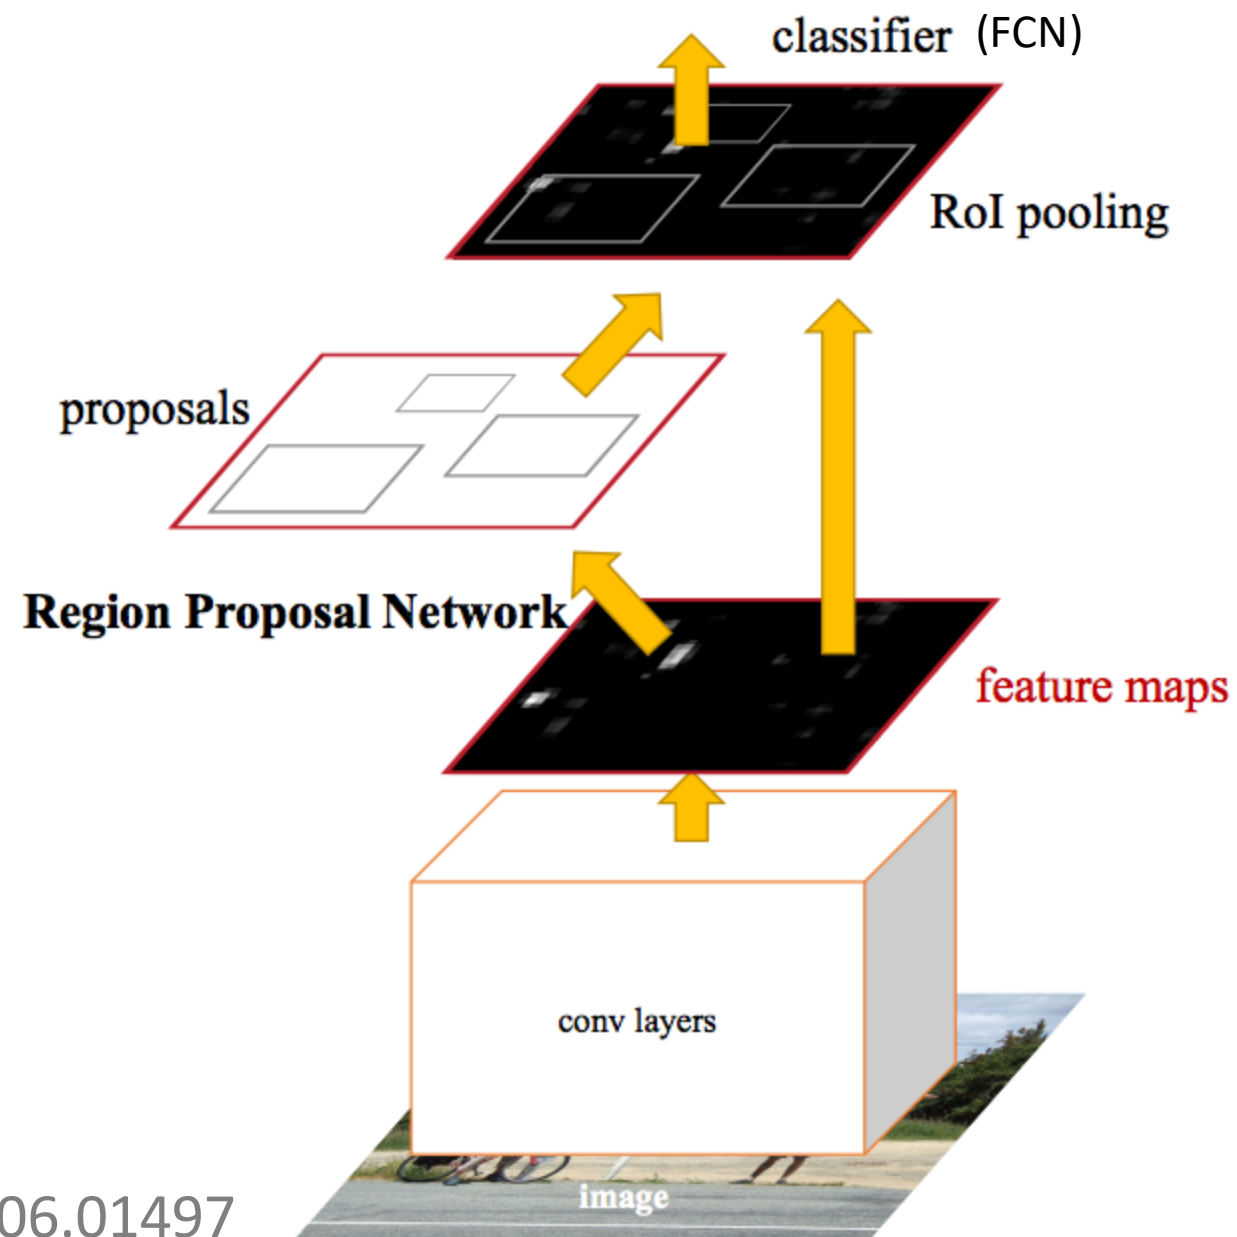 classifier (FCN)
RoI pooling
proposals
Region Proposal Network
feature maps
conv layers
image
06.01497